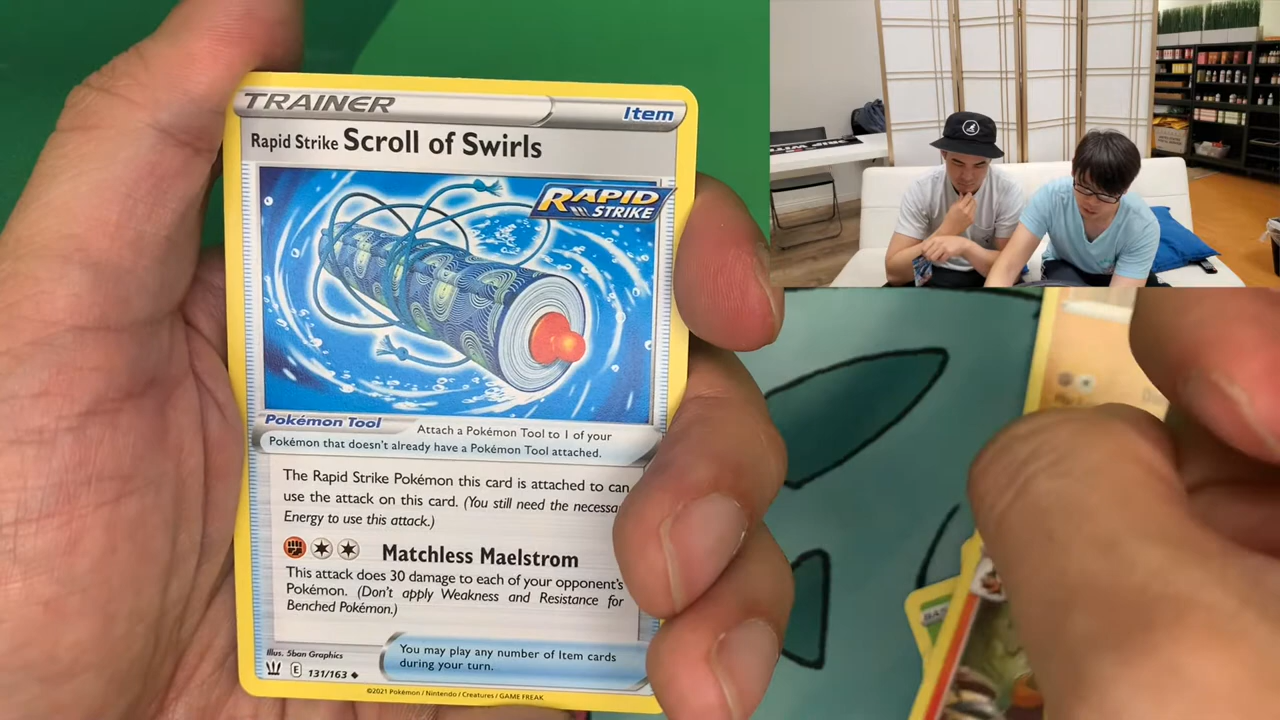 TRAINER
Item
Rapid Strike Scroll of Swirls
RAPID
STRIKE
Pokémon Tool
Attach a Pokémon Tool to 1 of your
Pokémon that doesn't already have a Pokémon Tool attached.
The Rapid Strike Pokémon this card is attached to can
use the attack on this card. (You still need the necessa
Energy to use this attack.)
Matchless Maelstrom
This attack does 30 damage to each of your opponent's
Pokémon. (Don't apply Weakness and Resistance for
Benched Pokémon.)
You may play any number of Item cards
during your turn.
Illus. 5ban Graphics
E 131/163
©2021 Pokémon / Nintendo / Creatures / GAME FREAK
BAS